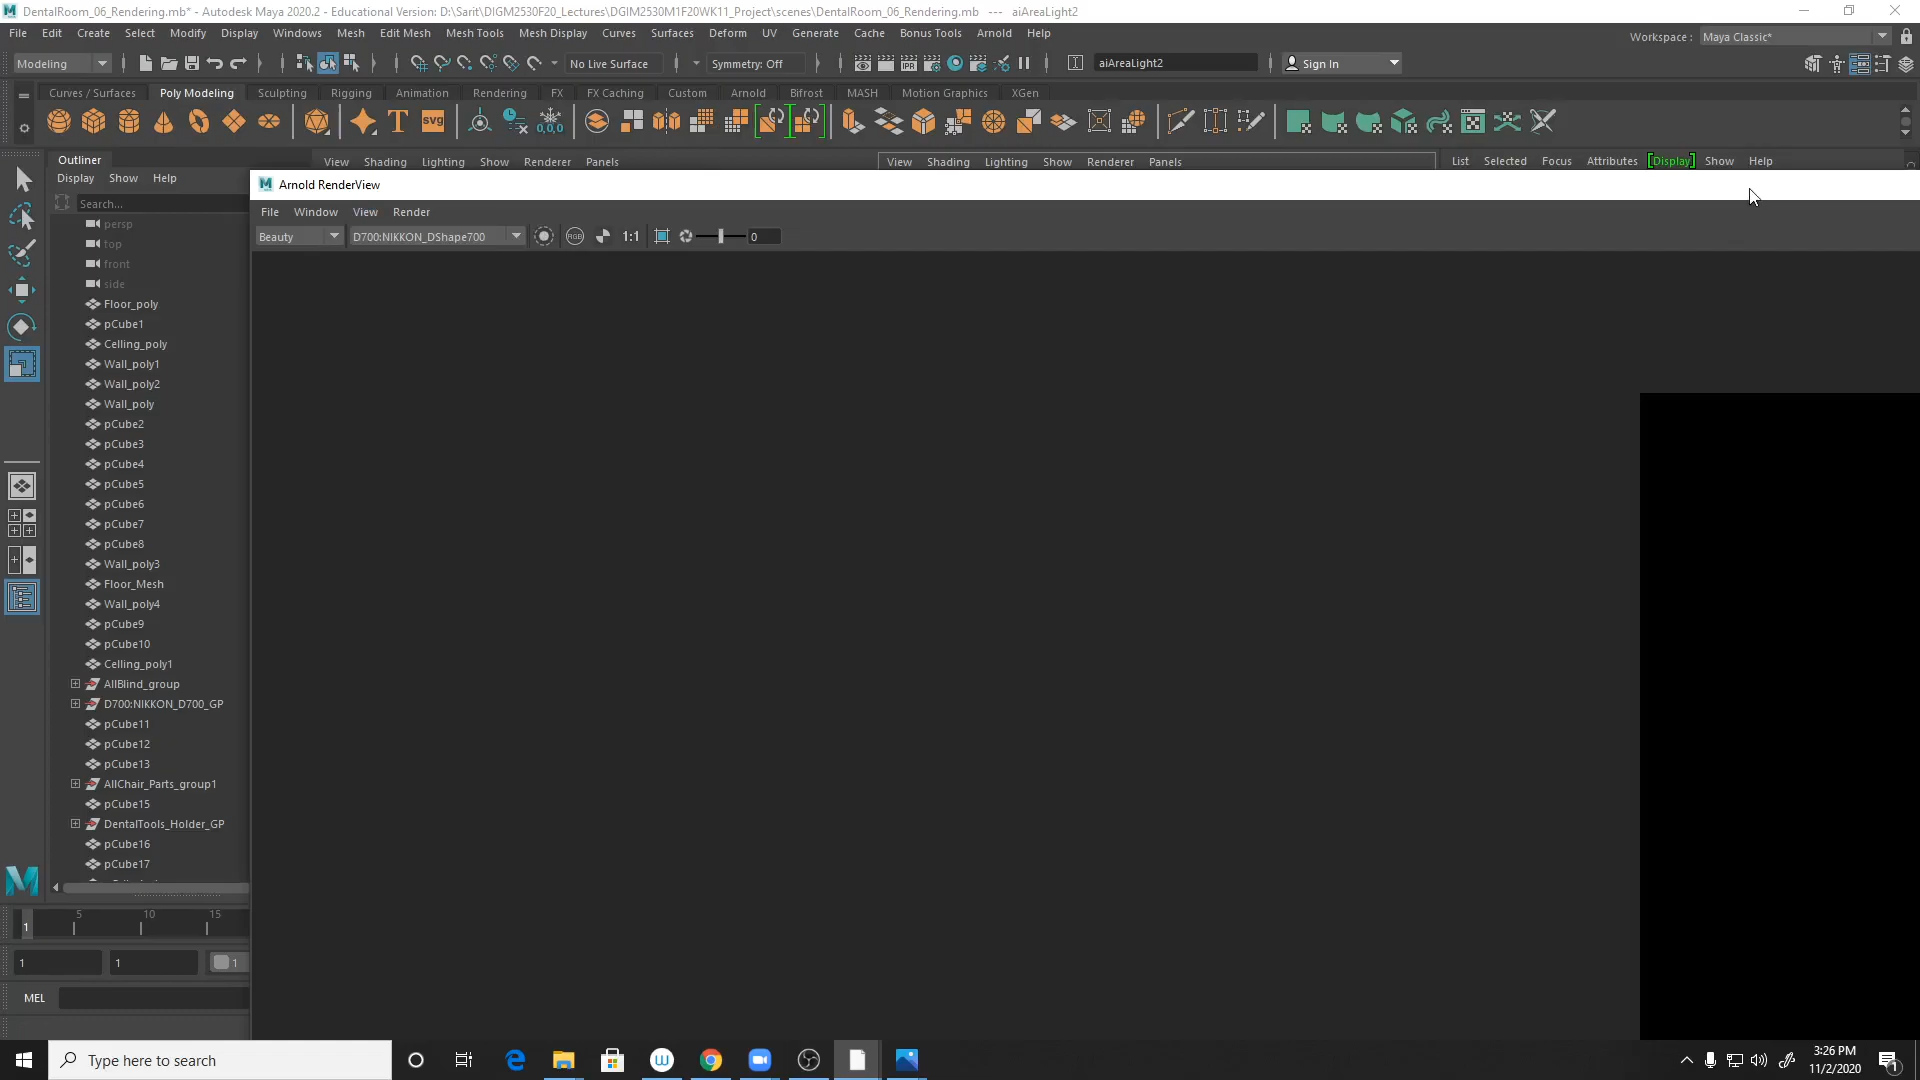 DentalRoom_06_Rendering.mb* - Autodesk Maya 2020.2 - Educational Version: D:\Sarit\DIGM2530F20_Lectures\DGIM2530M1F20WK11_Project\scenes\DentalRoom_06_Rendering.mb --- aiAreaLight2
File Edit Create Select Modify Display Windows Mesh Edit Mesh Mesh Tools Mesh Display Curves Surfaces Deform UV Generate Cache Bonus Tools Arnold Help
Workspace : Maya Classic*
Modeling No Live Surface Symmetry: Off IPR aiAreaLight2 Sign In
Curves / Surfaces Poly Modeling Sculpting Rigging Animation Rendering FX FX Caching Custom Arnold Bifrost MASH Motion Graphics XGen
T SVG 0,0,0
Outliner View Shading Lighting Show Renderer Panels View Shading Lighting Show Renderer Panels List Selected Focus Attributes [Display] Show Help
Display Show Help
Arnold RenderView
Search...
File Window View Render
Beauty D700:NIKKON_DShape700 RGB 1:1 0
persp
top
front
side
Floor_poly
pCube1
Celling_poly
Wall_poly1
Wall_poly2
Wall_poly
pCube2
pCube3
pCube4
pCube5
pCube6
pCube7
pCube8
Wall_poly3
Floor_Mesh
Wall_poly4
pCube9
pCube10
Celling_poly1
AllBlind_group
D700:NIKKON_D700_GP
pCube11
pCube12
pCube13
AllChair_Parts_group1
pCube15
DentalTools_Holder_GP
pCube16
pCube17
1 5 10 15
1 1 1
MEL
Type here to search
3:26 PM
11/2/2020
1